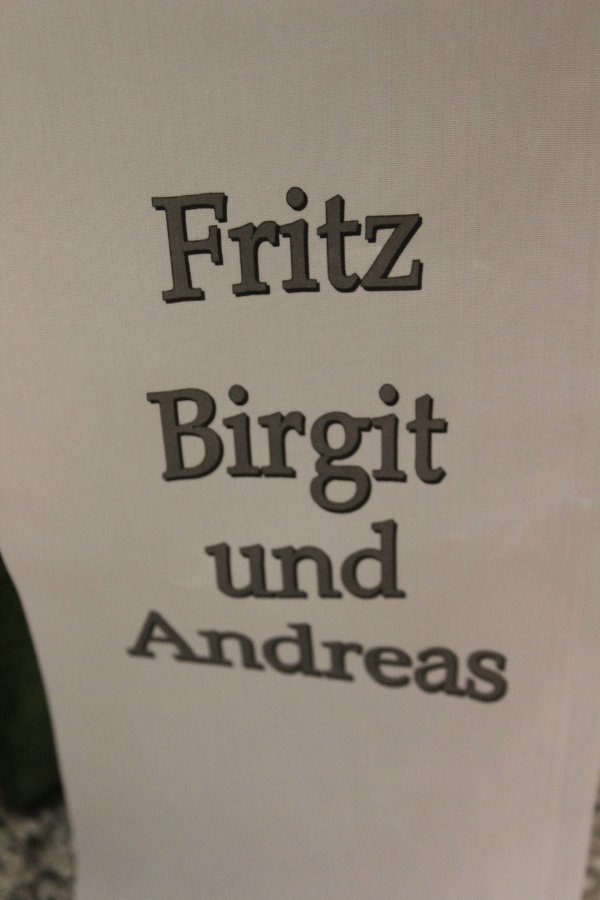 Fritz
Birgit
und
Andreas